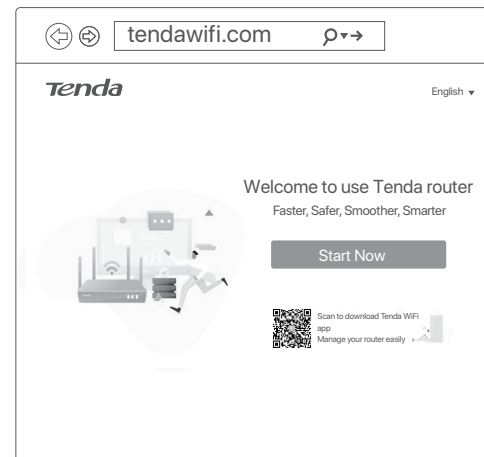 tendawifi.com
Tenda
English
Welcome to use Tenda router
Faster, Safer, Smoother, Smarter
Start Now
Scan to download Tenda WiFi
app
Manage your router easily